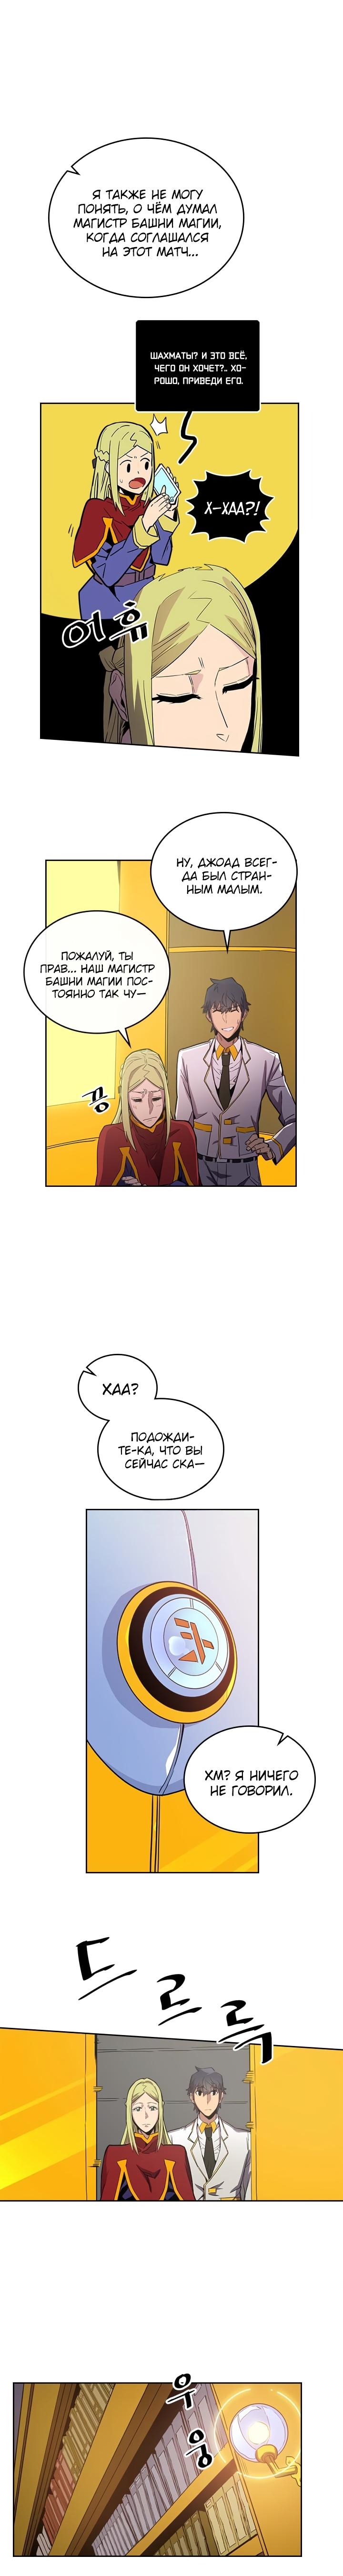 Я ТАКЖЕ НЕ МОГУ
ПОНЯТЬ, О ЧЁМ ДУМАЛ
МАГИСТР БАШНИ МАГИИ,
КОГДА СОГЛАШАЛСЯ
НА ЭТОТ МАТЧ...
ШАХМАТЫ? И ЭТО ВСЁ,
ЧЕГО ОН ХОЧЕТ?.. ХО-
РОШО, ПРИВЕДИ ЕГО.
Х-ХАА?!
어휴
НУ, ДЖОАД ВСЕГ-
ДА БЫЛ СТРАН-
НЫМ МАЛЫМ.
ПОЖАЛУЙ, ТЫ
ПРАВ... НАШ МАГИСТР
БАШНИ МАГИИ ПОС-
ТОЯННО ТАК ЧУ—
끙
ХАА?
ПОДОЖДИ-
ТЕ-КА, ЧТО ВЫ
СЕЙЧАС СКА—
ХМ? Я НИЧЕГО
НЕ ГОВОРИЛ.
드르륵
우웅